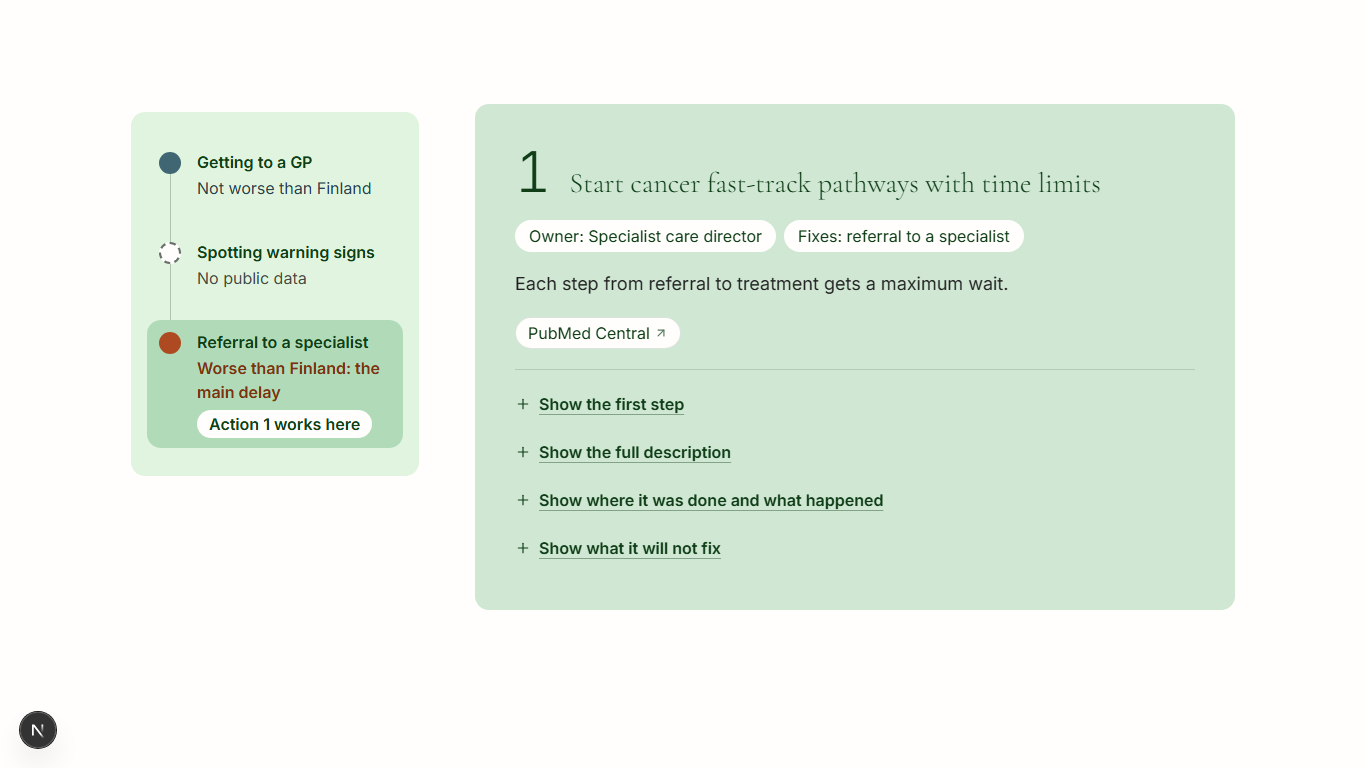 Getting to a GP
Not worse than Finland
Spotting warning signs
No public data
Referral to a specialist
Worse than Finland: the
main delay
Action 1 works here
1 Start cancer fast-track pathways with time limits
Owner: Specialist care director
Fixes: referral to a specialist
Each step from referral to treatment gets a maximum wait.
PubMed Central ↗
+ Show the first step
+ Show the full description
+ Show where it was done and what happened
+ Show what it will not fix
N